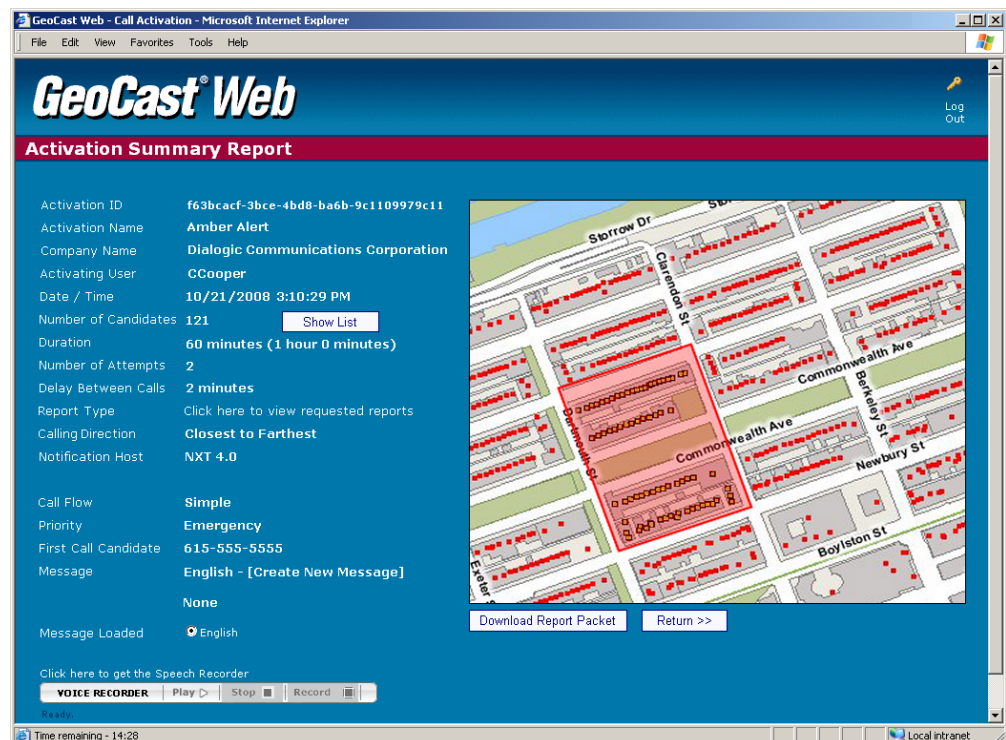 GeoCast Web - Call Activation - Microsoft Internet Explorer
File Edit View Favorites Tools Help
GeoCast® Web
Log
Out
Activation Summary Report
Activation ID f63bcacf-3bce-4bd8-ba6b-9c1109979c11
Activation Name Amber Alert
Company Name Dialogic Communications Corporation
Activating User CCooper
Date / Time 10/21/2008 3:10:29 PM
Number of Candidates 121 Show List
Duration 60 minutes (1 hour 0 minutes)
Number of Attempts 2
Delay Between Calls 2 minutes
Report Type Click here to view requested reports
Calling Direction Closest to Farthest
Notification Host NXT 4.0
Call Flow Simple
Priority Emergency
First Call Candidate 615-555-5555
Message English - [Create New Message]
None
Message Loaded English
Click here to get the Speech Recorder
VOICE RECORDER Play Stop Record
Ready.
Storrow Dr
Clarendon St
Commonwealth Ave
Berkeley St
Dartmouth St
Commonwealth Ave
Newbury St
Boylston St
Exeter S
Download Report Packet Return >>
Time remaining - 14:28 Local intranet